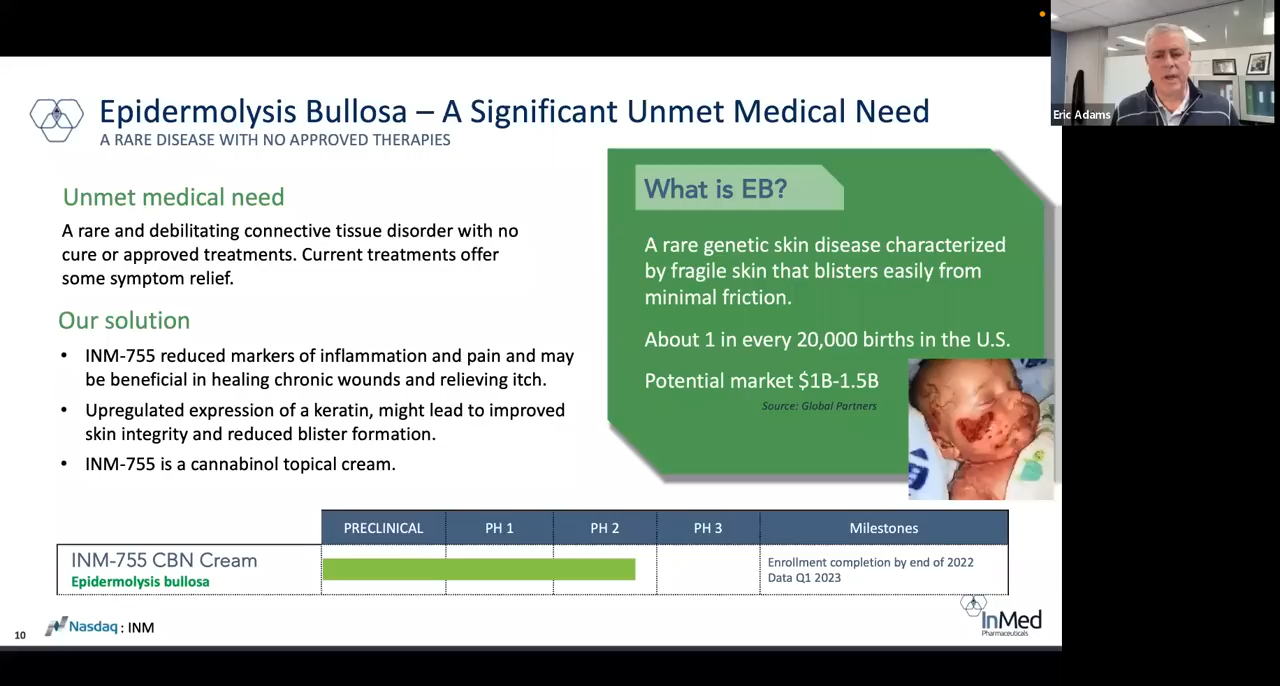 Eric Adams
Epidermolysis Bullosa – A Significant Unmet Medical Need
A RARE DISEASE WITH NO APPROVED THERAPIES
Unmet medical need
A rare and debilitating connective tissue disorder with no
cure or approved treatments. Current treatments offer
some symptom relief.
Our solution
• INM-755 reduced markers of inflammation and pain and may
be beneficial in healing chronic wounds and relieving itch.
• Upregulated expression of a keratin, might lead to improved
skin integrity and reduced blister formation.
• INM-755 is a cannabinol topical cream.
What is EB?
A rare genetic skin disease characterized
by fragile skin that blisters easily from
minimal friction.
About 1 in every 20,000 births in the U.S.
Potential market $1B-1.5B
Source: Global Partners
PRECLINICAL PH 1 PH 2 PH 3 Milestones
INM-755 CBN Cream
Epidermolysis bullosa
Enrollment completion by end of 2022
Data Q1 2023
10
Nasdaq : INM
InMed
Pharmaceuticals